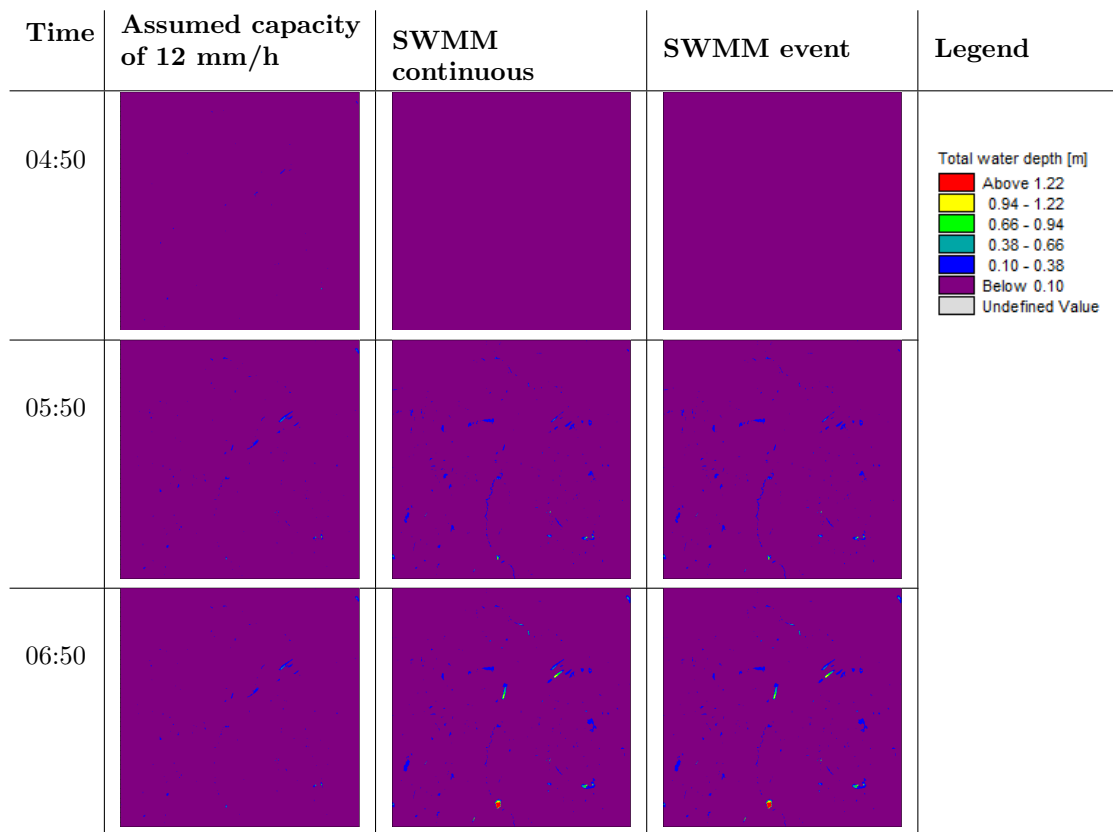 Time
Assumed capacity
of 12 mm/h
SWMM
continuous
SWMM event
Legend
04:50
Total water depth [m]
Above 1.22
0.94 - 1.22
0.66 - 0.94
0.38 - 0.66
0.10 - 0.38
Below 0.10
Undefined Value
05:50
06:50